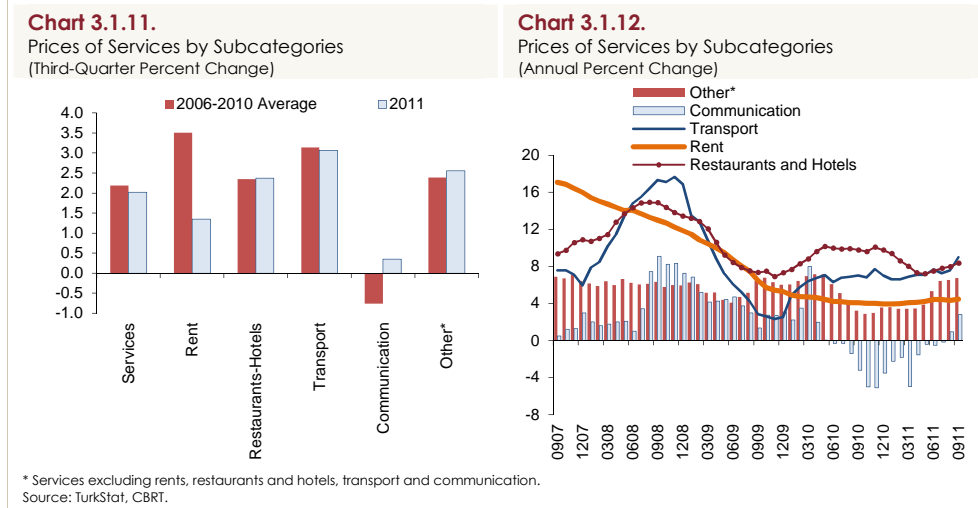 Chart 3.1.11.
Prices of Services by Subcategories
(Third-Quarter Percent Change)
2006-2010 Average
2011
4.0
3.5
3.0
2.5
2.0
1.5
1.0
0.5
0.0
-0.5
-1.0
Services
Rent
Restaurants-Hotels
Transport
Communication
Other*
Chart 3.1.12.
Prices of Services by Subcategories
(Annual Percent Change)
Other*
Communication
Transport
Rent
Restaurants and Hotels
20
16
12
8
4
0
-4
-8
0907
1207
0308
0608
0908
1208
0309
0609
0909
1209
0310
0610
0910
1210
0311
0611
0911
* Services excluding rents, restaurants and hotels, transport and communication.
Source: TurkStat, CBRT.